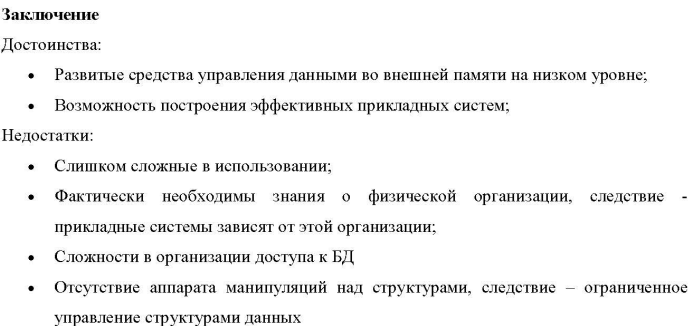 Заключение
Достоинства:
• Развитые средства управления данными во внешней памяти на низком уровне;
• Возможность построения эффективных прикладных систем;
Недостатки:
• Слишком сложные в использовании;
• Фактически необходимы знания о физической организации, следствие -
прикладные системы зависят от этой организации;
• Сложности в организации доступа к БД
• Отсутствие аппарата манипуляций над структурами, следствие – ограниченное
управление структурами данных